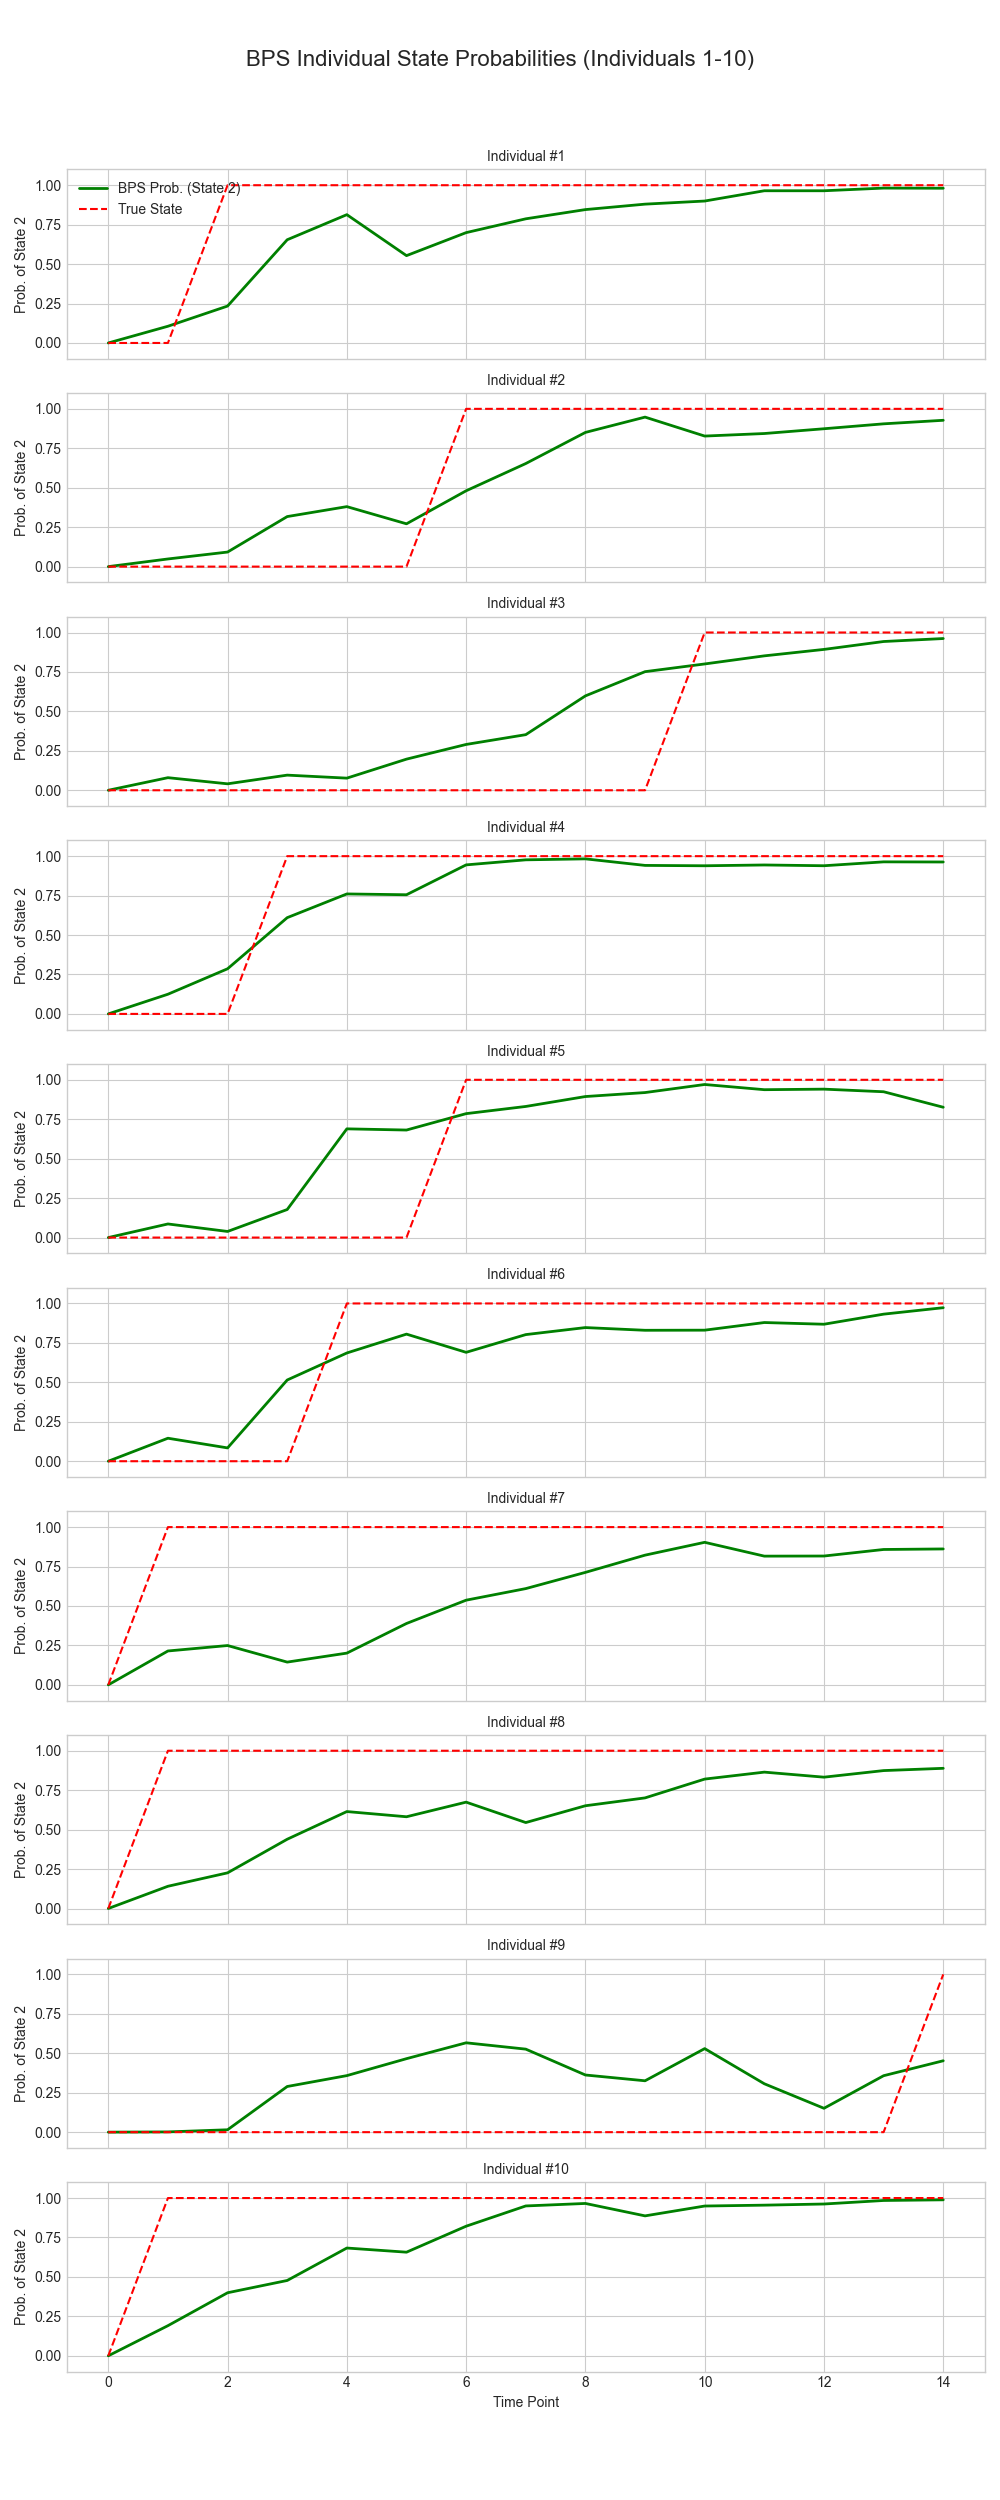 BPS Individual State Probabilities (Individuals 1-10)
Individual #1
1.00
0.75
0.50
0.25
0.00
Prob. of State 2
BPS Prob. (State 2)
True State
Individual #2
1.00
0.75
0.50
0.25
0.00
Prob. of State 2
Individual #3
1.00
0.75
0.50
0.25
0.00
Prob. of State 2
Individual #4
1.00
0.75
0.50
0.25
0.00
Prob. of State 2
Individual #5
1.00
0.75
0.50
0.25
0.00
Prob. of State 2
Individual #6
1.00
0.75
0.50
0.25
0.00
Prob. of State 2
Individual #7
1.00
0.75
0.50
0.25
0.00
Prob. of State 2
Individual #8
1.00
0.75
0.50
0.25
0.00
Prob. of State 2
Individual #9
1.00
0.75
0.50
0.25
0.00
Prob. of State 2
Individual #10
1.00
0.75
0.50
0.25
0.00
Prob. of State 2
0 2 4 6 8 10 12 14
Time Point